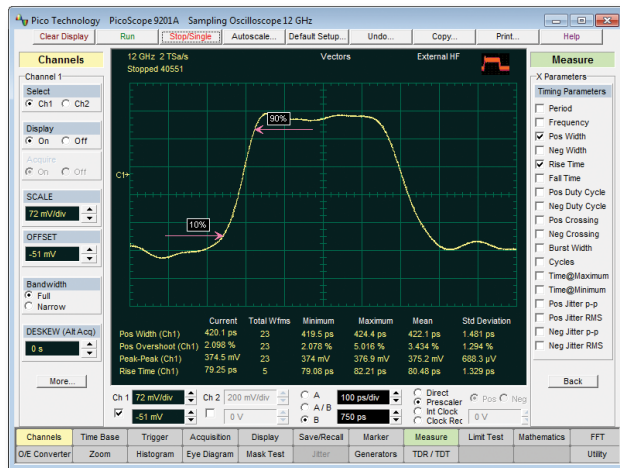 Pico Technology PicoScope 9201A Sampling Oscilloscope 12 GHz
Clear Display Run Stop/Single Autoscale... Default Setup... Undo... Copy... Print... Help
Channels
Channel 1
Select
Ch1 Ch2
Display
On Off
Acquire
On Off
SCALE
72 mV/div
OFFSET
-51 mV
Bandwidth
Full
Narrow
DESKEW (Alt Acq)
0 s
More...
12 GHz 2 TSa/s Vectors External HF
Stopped 40551
90%
C1+
10%
Current Total Wfms Minimum Maximum Mean Std Deviation
Pos Width (Ch1) 420.1 ps 23 419.5 ps 424.4 ps 422.1 ps 1.481 ps
Pos Overshoot (Ch1) 2.098 % 23 2.078 % 5.016 % 3.434 % 1.294 %
Peak-Peak (Ch1) 374.5 mV 23 374 mV 376.9 mV 375.2 mV 688.3 µV
Rise Time (Ch1) 79.25 ps 5 79.08 ps 82.21 ps 80.48 ps 1.329 ps
Ch 1 72 mV/div Ch 2 200 mV/div A 100 ps/div Direct Pos Neg
A / B Prescaler
-51 mV 0 V B 750 ps Int Clock 0 V
Clock Rec
Measure
X Parameters
Timing Parameters
Period
Frequency
Pos Width
Neg Width
Rise Time
Fall Time
Pos Duty Cycle
Neg Duty Cycle
Pos Crossing
Neg Crossing
Burst Width
Cycles
Time@Maximum
Time@Minimum
Pos Jitter p-p
Pos Jitter RMS
Neg Jitter p-p
Neg Jitter RMS
Back
Channels Time Base Trigger Acquisition Display Save/Recall Marker Measure Limit Test Mathematics FFT
O/E Converter Zoom Histogram Eye Diagram Mask Test Jitter Generators TDR / TDT Utility